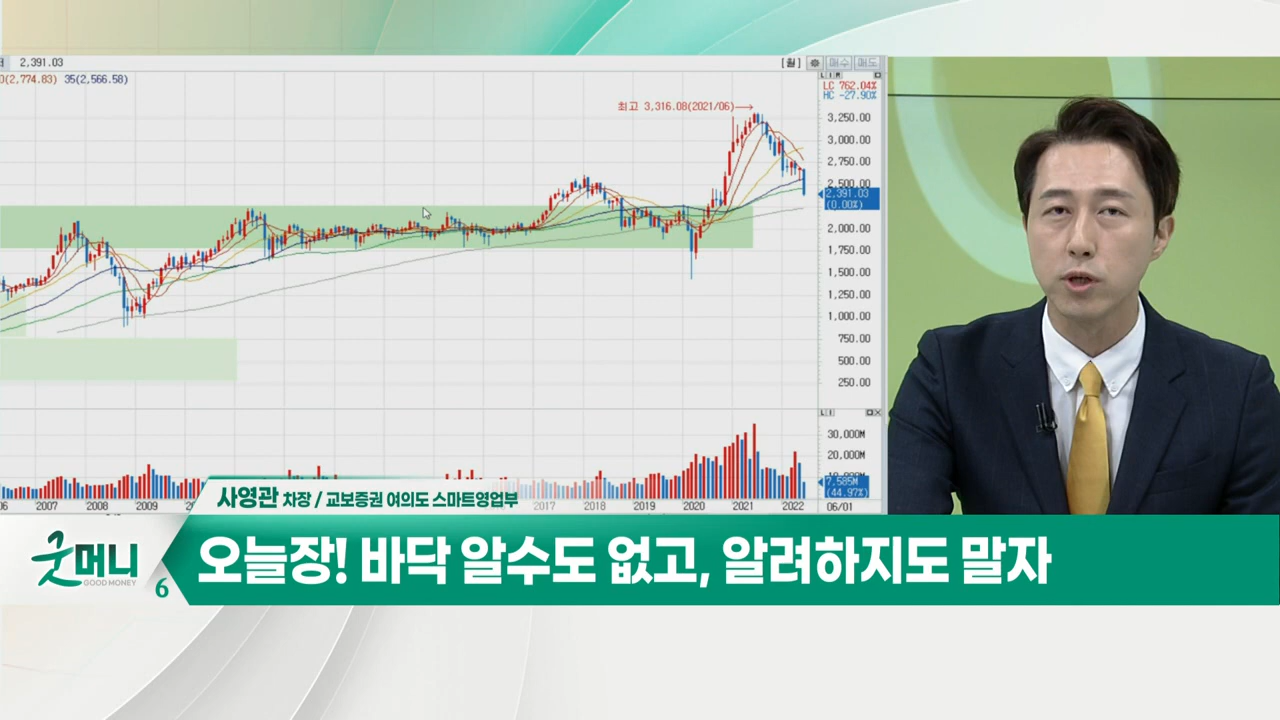 2,391.03
[월]
매수 매도
0(2,774.83) 35(2,566.58)
LC 762.04%
HC -27.90%
최고 3,316.08(2021/06)
3,250.00
3,000.00
2,750.00
2,500.00
2,391.03
(0.00%)
2,000.00
1,750.00
1,500.00
1,250.00
1,000.00
750.00
500.00
250.00
30,000M
20,000M
7,585M
(44.97%)
2007 2008 2009 2017 2018 2019 2020 2021 2022 06/01
사영관 차장 / 교보증권 여의도 스마트영업부
굿머니
GOOD MONEY
6
오늘장! 바닥 알수도 없고, 알려하지도 말자